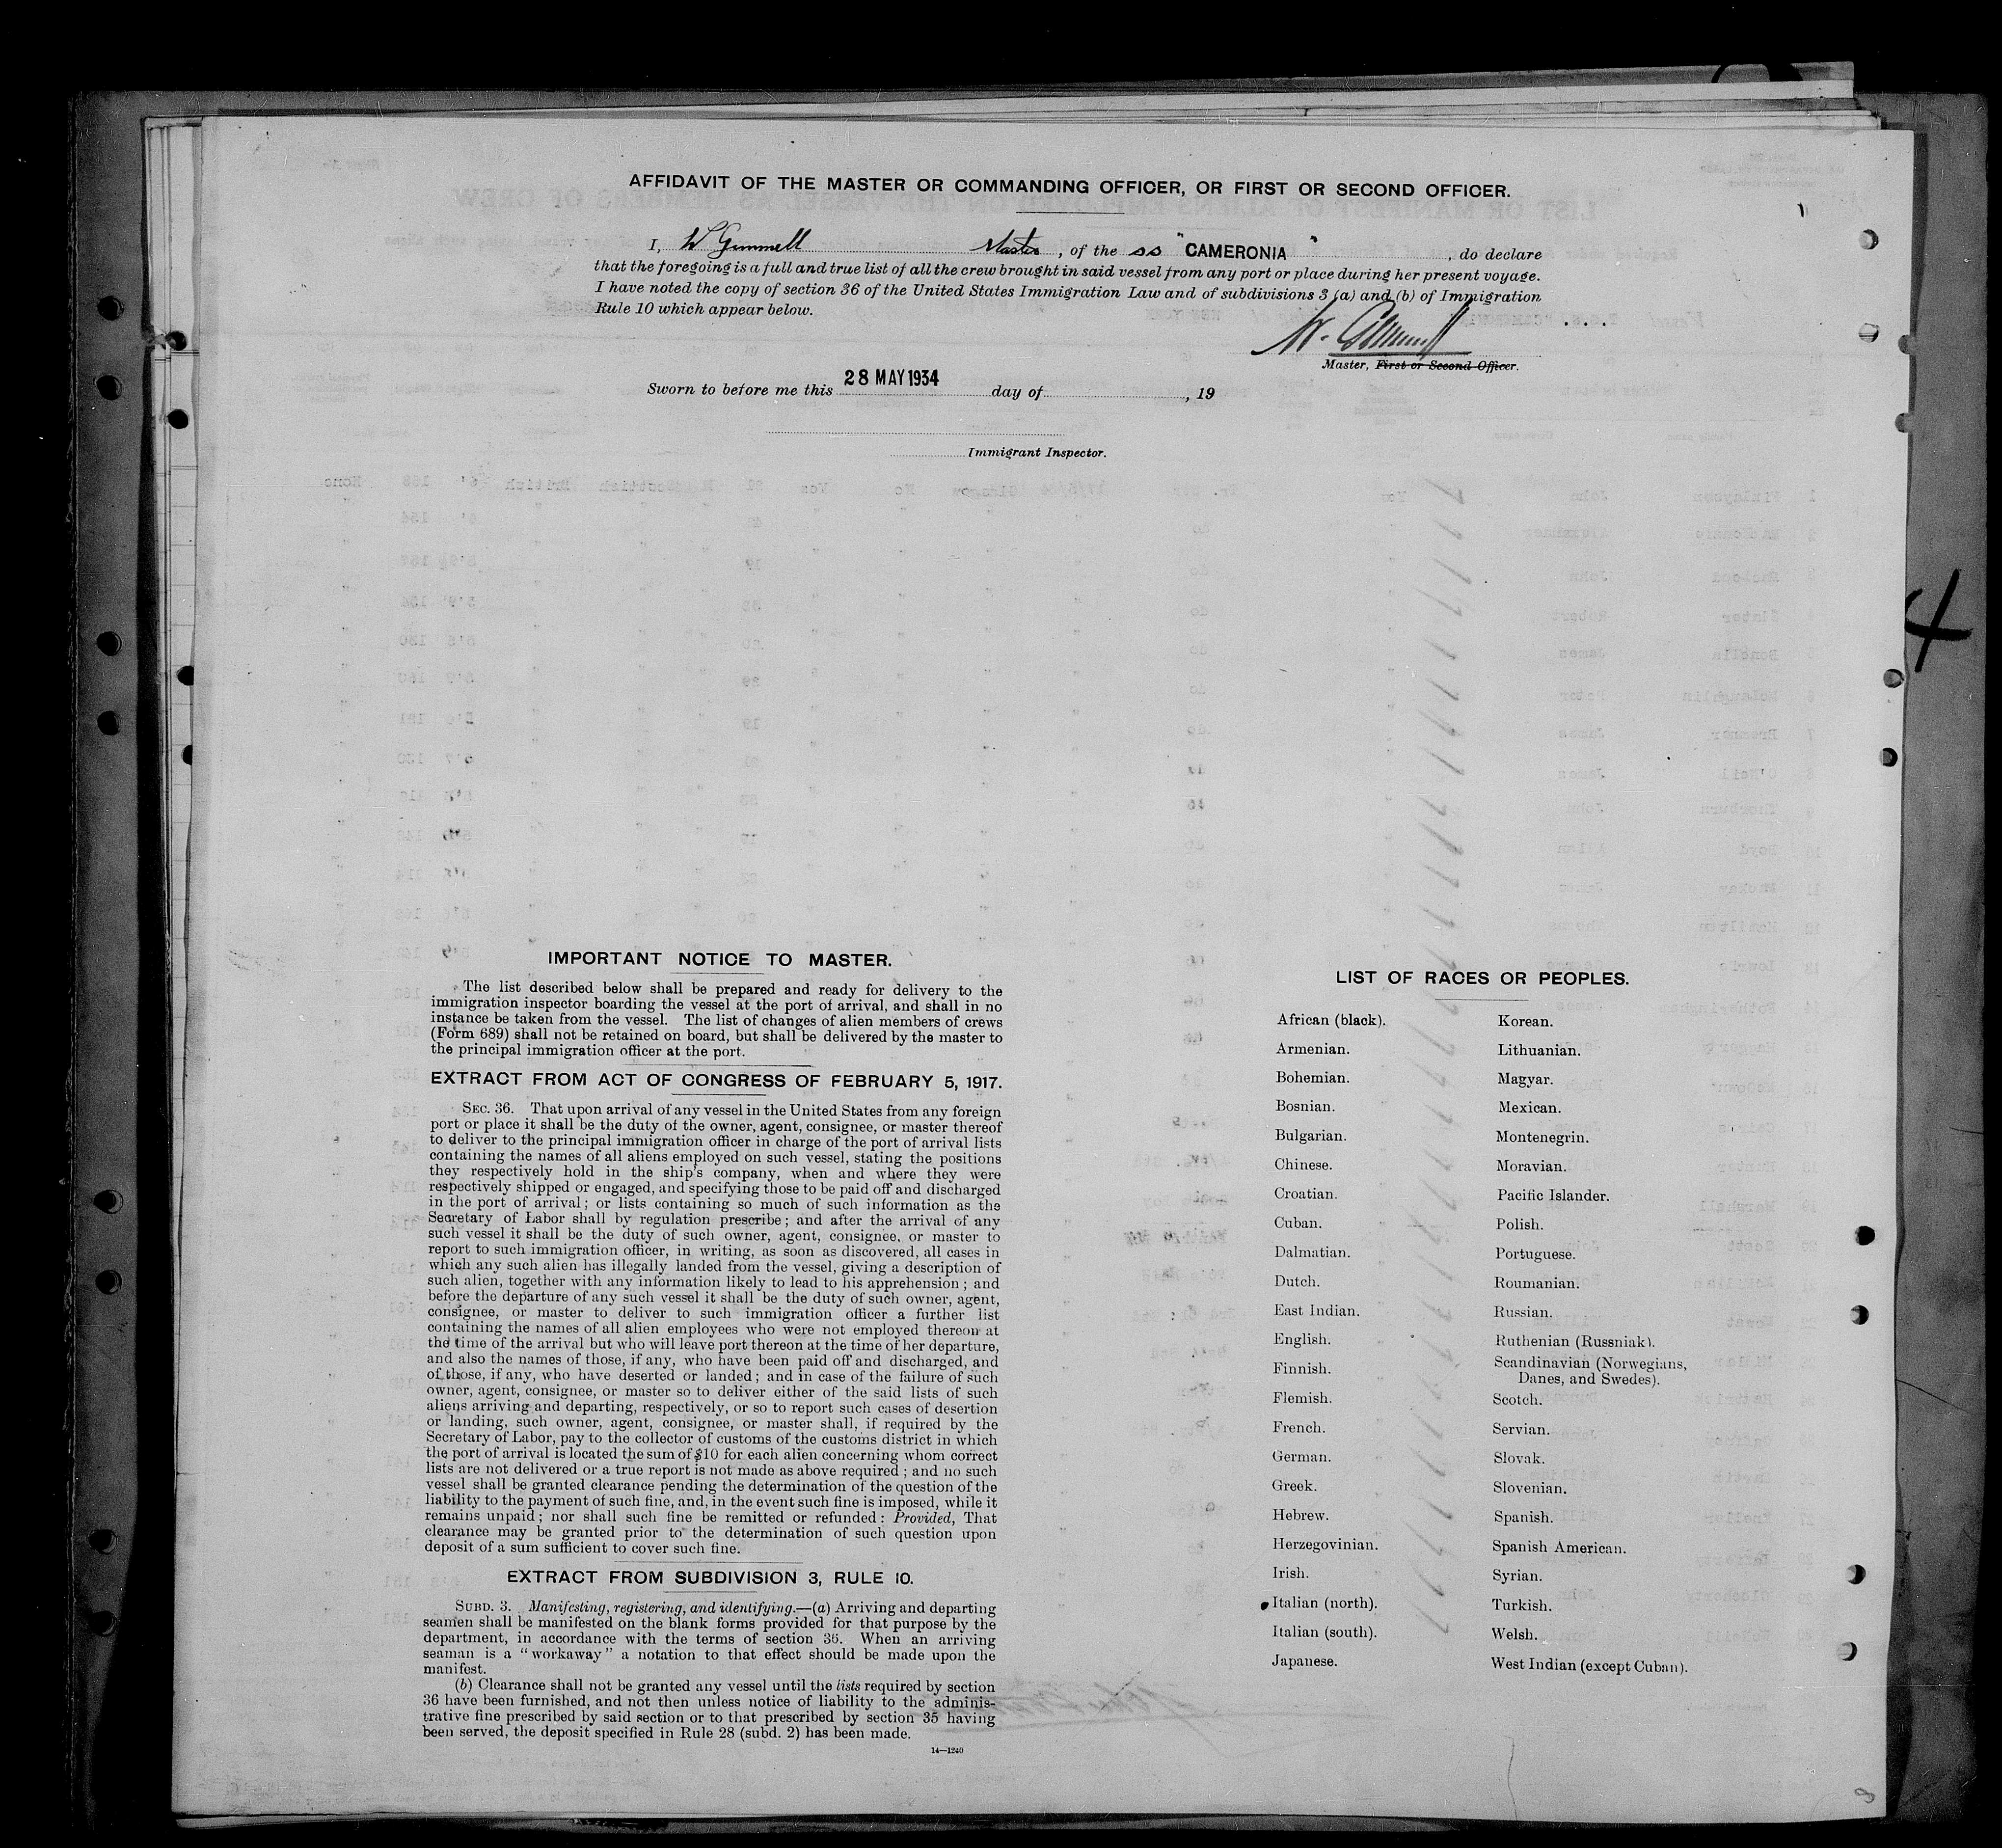 AFFIDAVIT OF THE MASTER OR COMMANDING OFFICER, OR FIRST OR SECOND OFFICER.
I, W Gemmell Master, of the ss "CAMERONIA", do declare
that the foregoing is a full and true list of all the crew brought in said vessel from any port or place during her present voyage.
I have noted the copy of section 36 of the United States Immigration Law and of subdivisions 3 (a) and (b) of Immigration
Rule 10 which appear below.
W. Gemmell
Master, First or Second Officer.
Sworn to before me this 28 MAY 1934 day of , 19
Immigrant Inspector.
4
IMPORTANT NOTICE TO MASTER.
The list described below shall be prepared and ready for delivery to the
immigration inspector boarding the vessel at the port of arrival, and shall in no
instance be taken from the vessel. The list of changes of alien members of crews
(Form 689) shall not be retained on board, but shall be delivered by the master to
the principal immigration officer at the port.
EXTRACT FROM ACT OF CONGRESS OF FEBRUARY 5, 1917.
SEC. 36. That upon arrival of any vessel in the United States from any foreign
port or place it shall be the duty of the owner, agent, consignee, or master thereof
to deliver to the principal immigration officer in charge of the port of arrival lists
containing the names of all aliens employed on such vessel, stating the positions
they respectively hold in the ship's company, when and where they were
respectively shipped or engaged, and specifying those to be paid off and discharged
in the port of arrival; or lists containing so much of such information as the
Secretary of Labor shall by regulation prescribe; and after the arrival of any
such vessel it shall be the duty of such owner, agent, consignee, or master to
report to such immigration officer, in writing, as soon as discovered, all cases in
which any such alien has illegally landed from the vessel, giving a description of
such alien, together with any information likely to lead to his apprehension; and
before the departure of any such vessel it shall be the duty of such owner, agent,
consignee, or master to deliver to such immigration officer a further list
containing the names of all alien employees who were not employed thereon at
the time of the arrival but who will leave port thereon at the time of her departure,
and also the names of those, if any, who have been paid off and discharged, and
of those, if any, who have deserted or landed; and in case of the failure of such
owner, agent, consignee, or master so to deliver either of the said lists of such
aliens arriving and departing, respectively, or so to report such cases of desertion
or landing, such owner, agent, consignee, or master shall, if required by the
Secretary of Labor, pay to the collector of customs of the customs district in which
the port of arrival is located the sum of $10 for each alien concerning whom correct
lists are not delivered or a true report is not made as above required; and no such
vessel shall be granted clearance pending the determination of the question of the
liability to the payment of such fine, and, in the event such fine is imposed, while it
remains unpaid; nor shall such fine be remitted or refunded: Provided, That
clearance may be granted prior to the determination of such question upon
deposit of a sum sufficient to cover such fine.
EXTRACT FROM SUBDIVISION 3, RULE 10.
SUBD. 3. Manifesting, registering, and identifying.—(a) Arriving and departing
seamen shall be manifested on the blank forms provided for that purpose by the
department, in accordance with the terms of section 36. When an arriving
seaman is a "workaway" a notation to that effect should be made upon the
manifest.
(b) Clearance shall not be granted any vessel until the lists required by section
36 have been furnished, and not then unless notice of liability to the adminis-
trative fine prescribed by said section or to that prescribed by section 35 having
been served, the deposit specified in Rule 28 (subd. 2) has been made.
14—1240
LIST OF RACES OR PEOPLES.
African (black).
Armenian.
Bohemian.
Bosnian.
Bulgarian.
Chinese.
Croatian.
Cuban.
Dalmatian.
Dutch.
East Indian.
English.
Finnish.
Flemish.
French.
German.
Greek.
Hebrew.
Herzegovinian.
Irish.
Italian (north).
Italian (south).
Japanese.
Korean.
Lithuanian.
Magyar.
Mexican.
Montenegrin.
Moravian.
Pacific Islander.
Polish.
Portuguese.
Roumanian.
Russian.
Ruthenian (Russniak).
Scandinavian (Norwegians,
Danes, and Swedes).
Scotch.
Servian.
Slovak.
Slovenian.
Spanish.
Spanish American.
Syrian.
Turkish.
Welsh.
West Indian (except Cuban).